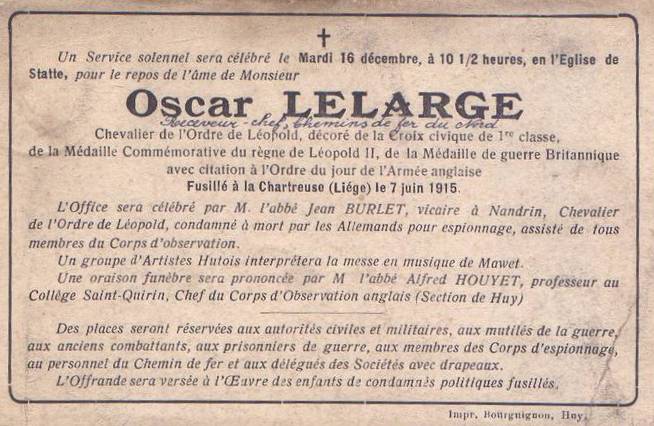 Un Service solennel sera célébré le Mardi 16 décembre, à 10 1/2 heures, en l'Eglise de
Statte, pour le repos de l'âme de Monsieur
Oscar LELARGE
Receveur-chef, Chemins de fer du Nord
Chevalier de l'Ordre de Léopold, décoré de la Croix civique de 1re classe,
de la Médaille Commémorative du règne de Léopold II, de la Médaille de guerre Britannique
avec citation à l'Ordre du jour de l'Armée anglaise
Fusillé à la Chartreuse (Liége) le 7 juin 1915.
L'Office sera célébré par M. l'abbé Jean BURLET, vicaire à Nandrin, Chevalier
de l'Ordre de Léopold, condamné à mort par les Allemands pour espionnage, assisté de tous
membres du Corps d'observation.
Un groupe d'Artistes Hutois interprétera la messe en musique de Mawet.
Une oraison funèbre sera prononcée par M l'abbé Alfred HOUYET, professeur au
Collège Saint-Quirin, Chef du Corps d'Observation anglais (Section de Huy)
Des places seront réservées aux autorités civiles et militaires, aux mutilés de la guerre,
aux anciens combattants, aux prisonniers de guerre, aux membres des Corps d'espionnage,
au personnel du Chemin de fer et aux délégués des Sociétés avec drapeaux.
L'Offrande sera versée à l'Œuvre des enfants de condamnés politiques fusillés.
Impr. Bourguignon, Huy.